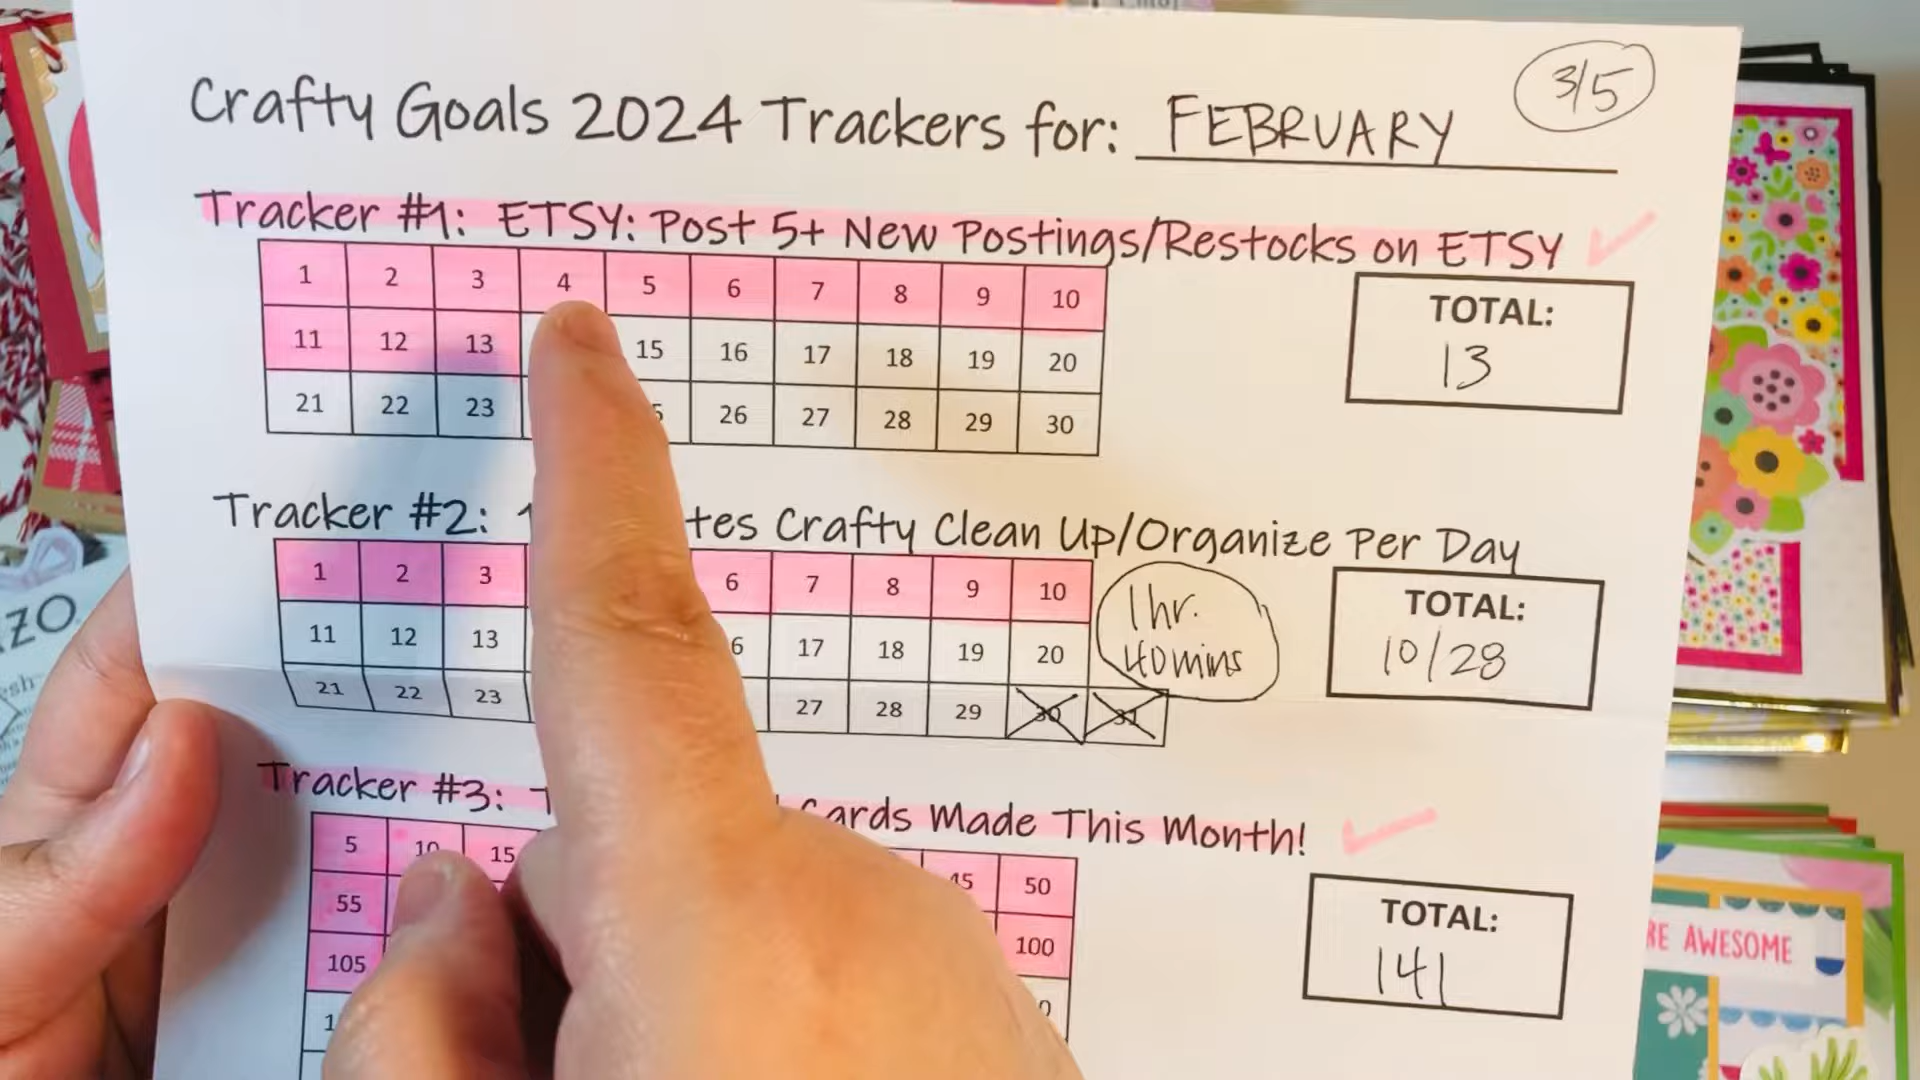 3/5
Crafty Goals 2024 Trackers for: FEBRUARY
Tracker #1: ETSY: Post 5+ New Postings/Restocks on ETSY
1 2 3 4 5 6 7 8 9 10
11 12 13 15 16 17 18 19 20
21 22 23 26 27 28 29 30
TOTAL:
13
Tracker #2: Crafty Clean Up/Organize Per Day
1 2 3 6 7 8 9 10
11 12 13 17 18 19 20
21 22 23 27 28 29 30 31
1hr.
40mins
TOTAL:
10/28
Tracker #3: Cards Made This Month!
5 10 15 50
55 100
105
TOTAL:
141
AWESOME